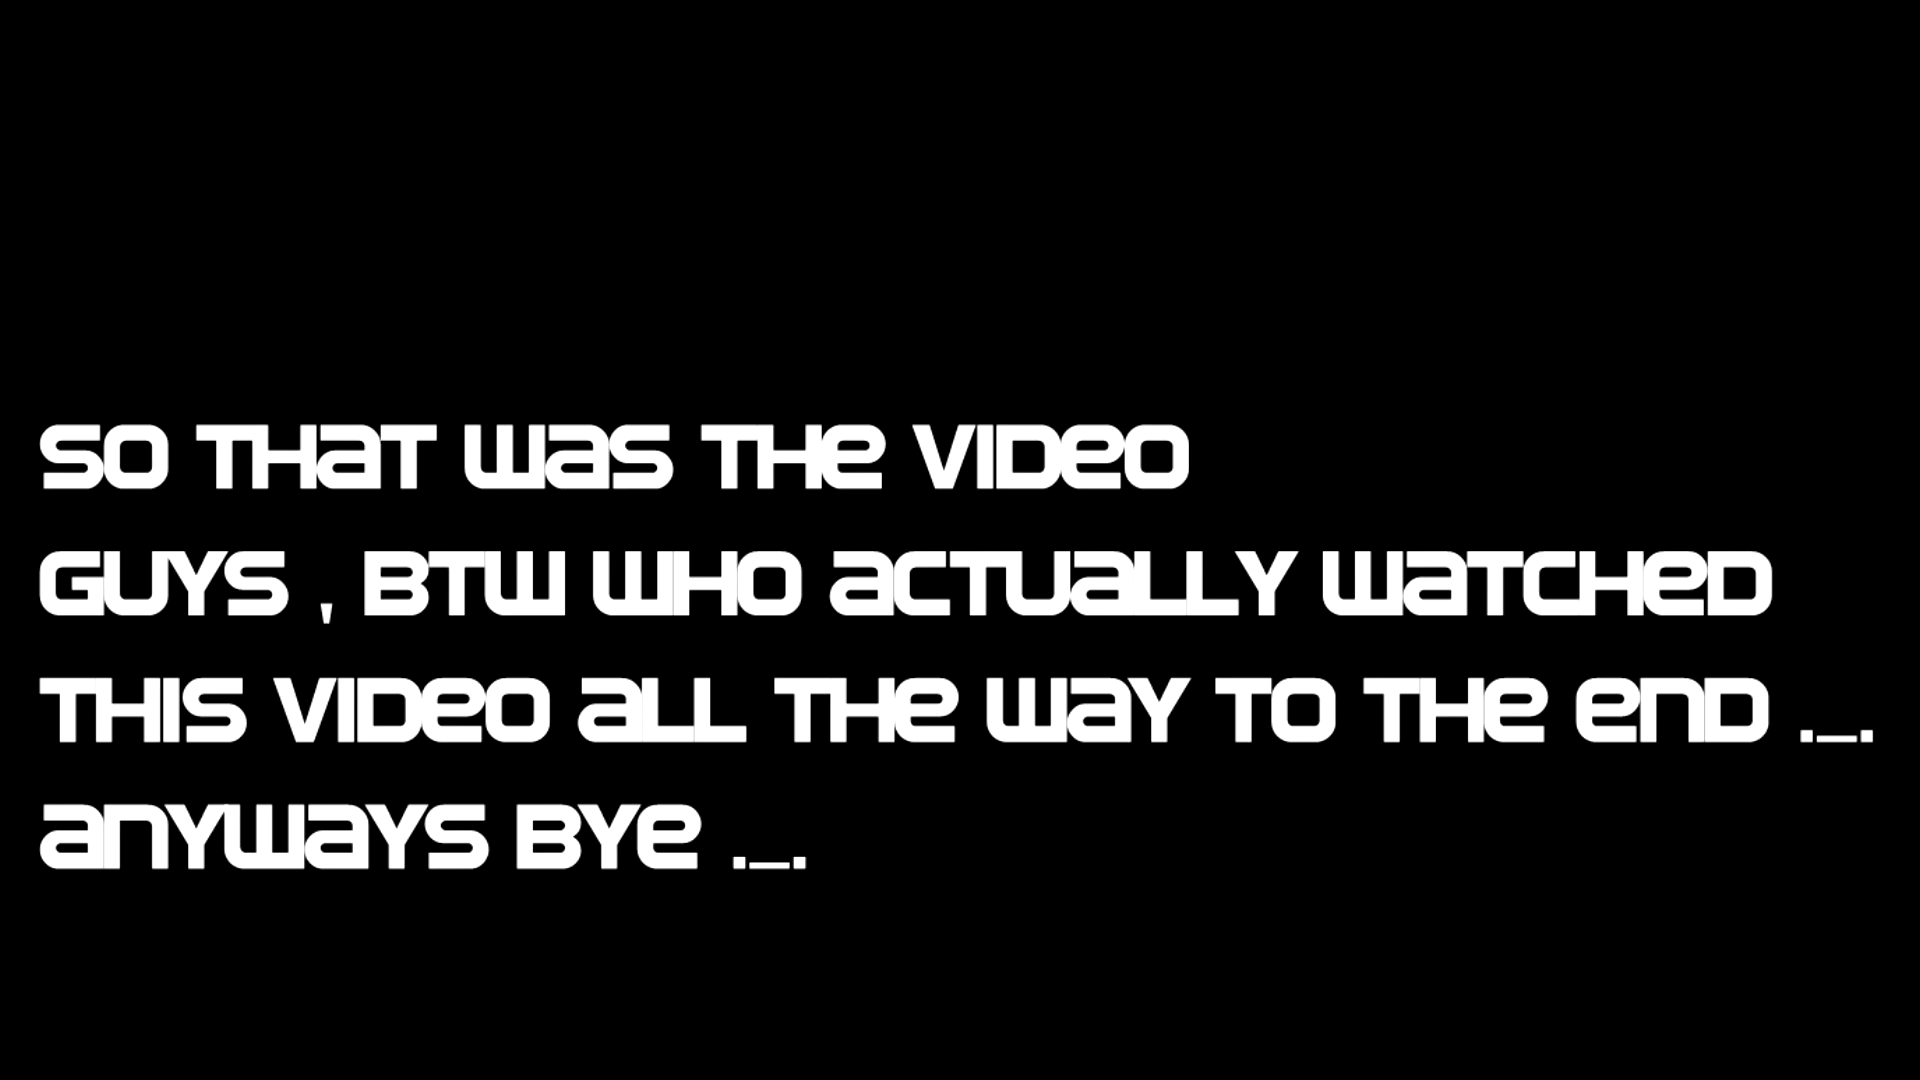 SO THAT WAS THE VIDEO
GUYS , BTW WHO ACTUALLY WATCHED
THIS VIDEO ALL THE WAY TO THE END ._.
ANYWAYS BYE ._.